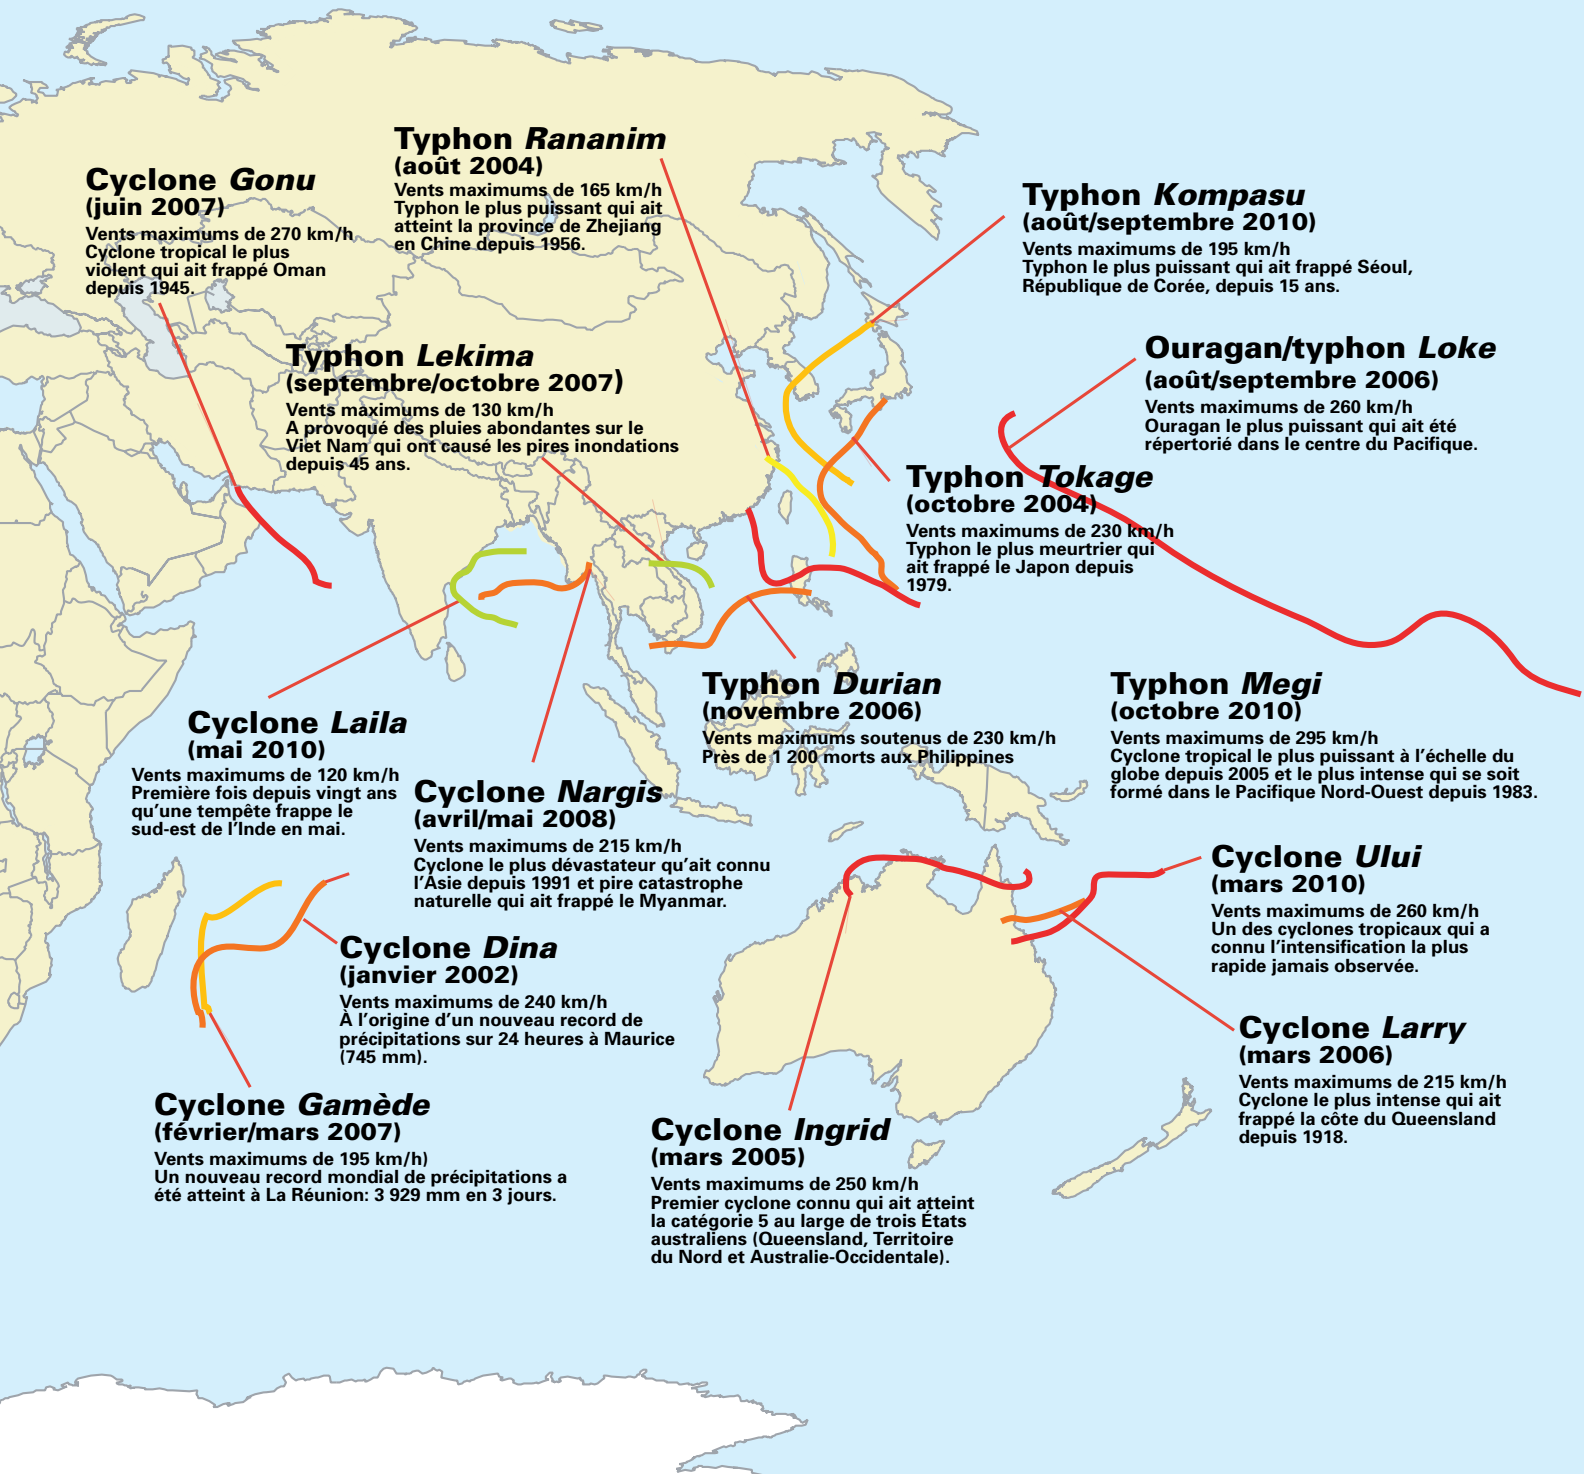 Typhon Rananim
(août 2004)
Vents maximums de 165 km/h
Typhon le plus puissant qui ait
atteint la province de Zhejiang
en Chine depuis 1956.
Cyclone Gonu
(juin 2007)
Vents maximums de 270 km/h
Cyclone tropical le plus
violent qui ait frappé Oman
depuis 1945.
Typhon Kompasu
(août/septembre 2010)
Vents maximums de 195 km/h
Typhon le plus puissant qui ait frappé Séoul,
République de Corée, depuis 15 ans.
Typhon Lekima
(septembre/octobre 2007)
Vents maximums de 130 km/h
A provoqué des pluies abondantes sur le
Viet Nam qui ont causé les pires inondations
depuis 45 ans.
Ouragan/typhon Loke
(août/septembre 2006)
Vents maximums de 260 km/h
Ouragan le plus puissant qui ait été
répertorié dans le centre du Pacifique.
Typhon Tokage
(octobre 2004)
Vents maximums de 230 km/h
Typhon le plus meurtrier qui
ait frappé le Japon depuis
1979.
Typhon Durian
(novembre 2006)
Vents maximums soutenus de 230 km/h
Près de 1 200 morts aux Philippines
Typhon Megi
(octobre 2010)
Vents maximums de 295 km/h
Cyclone tropical le plus puissant à l’échelle du
globe depuis 2005 et le plus intense qui se soit
formé dans le Pacifique Nord-Ouest depuis 1983.
Cyclone Laila
(mai 2010)
Vents maximums de 120 km/h
Première fois depuis vingt ans
qu’une tempête frappe le
sud-est de l’Inde en mai.
Cyclone Nargis
(avril/mai 2008)
Vents maximums de 215 km/h
Cyclone le plus dévastateur qu’ait connu
l’Asie depuis 1991 et pire catastrophe
naturelle qui ait frappé le Myanmar.
Cyclone Ului
(mars 2010)
Vents maximums de 260 km/h
Un des cyclones tropicaux qui a
connu l’intensification la plus
rapide jamais observée.
Cyclone Dina
(janvier 2002)
Vents maximums de 240 km/h
À l’origine d’un nouveau record de
précipitations sur 24 heures à Maurice
(745 mm).
Cyclone Larry
(mars 2006)
Vents maximums de 215 km/h
Cyclone le plus intense qui ait
frappé la côte du Queensland
depuis 1918.
Cyclone Gamède
(février/mars 2007)
Vents maximums de 195 km/h)
Un nouveau record mondial de précipitations a
été atteint à La Réunion: 3 929 mm en 3 jours.
Cyclone Ingrid
(mars 2005)
Vents maximums de 250 km/h
Premier cyclone connu qui ait atteint
la catégorie 5 au large de trois États
australiens (Queensland, Territoire
du Nord et Australie-Occidentale).